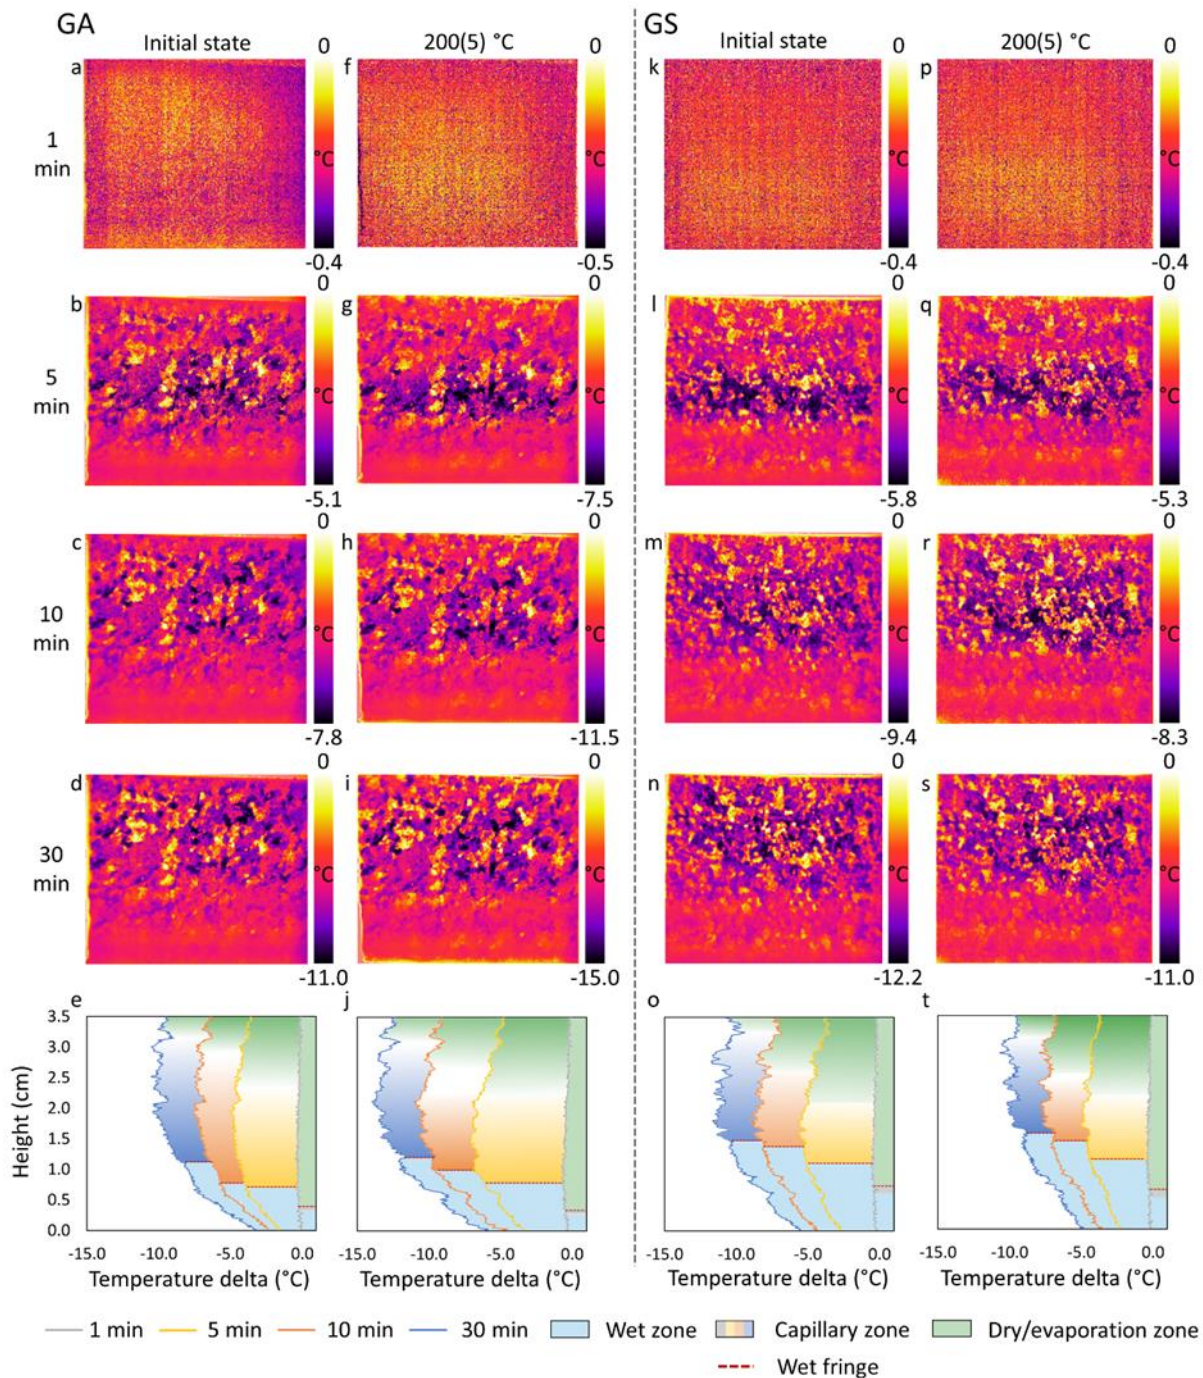 GA
GS
Initial state
200(5) °C
Initial state
200(5) °C
1
min
a
0
°C
-0.4
f
0
°C
-0.5
k
0
°C
-0.4
p
0
°C
-0.4
5
min
b
0
°C
-5.1
g
0
°C
-7.5
l
0
°C
-5.8
q
0
°C
-5.3
10
min
c
0
°C
-7.8
h
0
°C
-11.5
m
0
°C
-9.4
r
0
°C
-8.3
30
min
d
0
°C
-11.0
i
0
°C
-15.0
n
0
°C
-12.2
s
0
°C
-11.0
e
j
o
t
Height (cm)
3.5
3.0
2.5
2.0
1.5
1.0
0.5
0.0
-15.0 -10.0 -5.0 0.0
-15.0 -10.0 -5.0 0.0
-15.0 -10.0 -5.0 0.0
-15.0 -10.0 -5.0 0.0
Temperature delta (°C)
Temperature delta (°C)
Temperature delta (°C)
Temperature delta (°C)
1 min 5 min 10 min 30 min Wet zone Capillary zone Dry/evaporation zone
Wet fringe